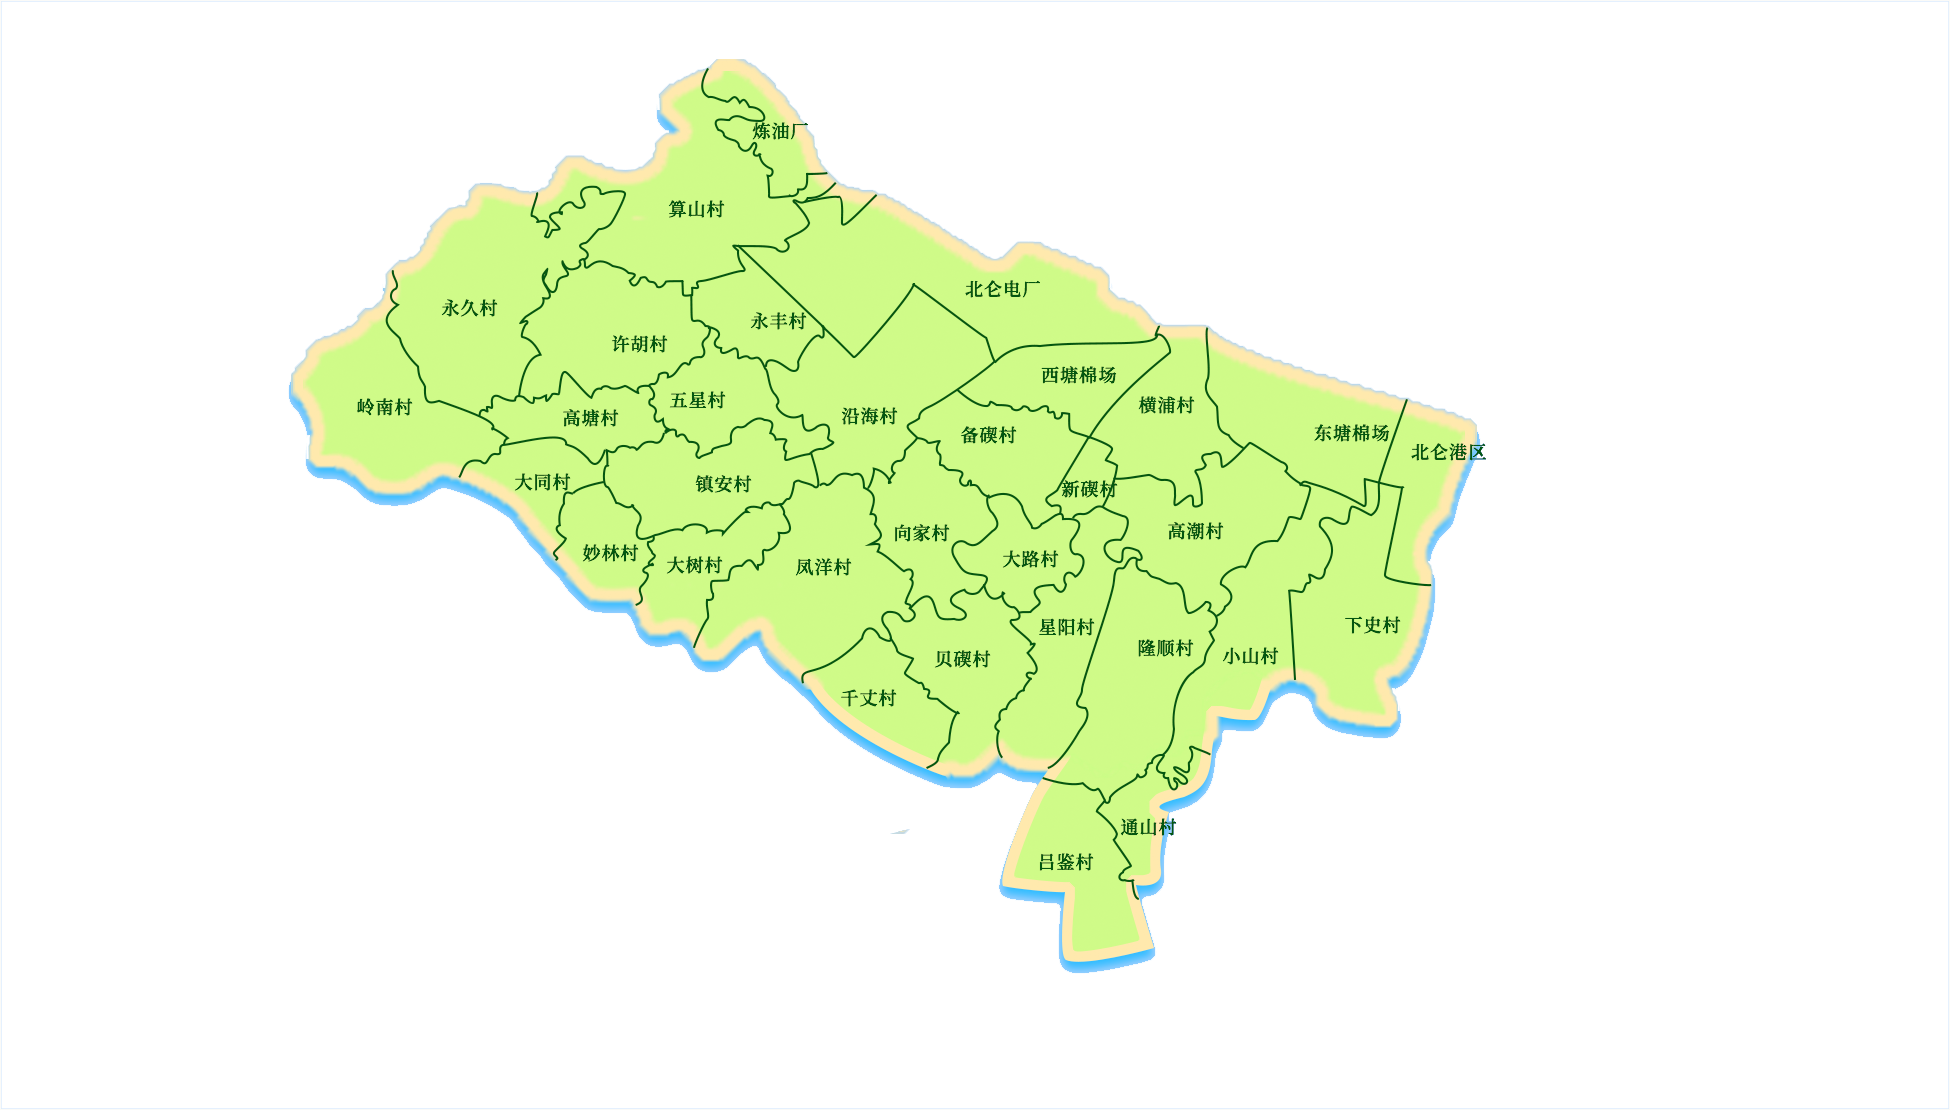 炼油厂
算山村
北仑电厂
永久村
永丰村
许胡村
西塘棉场
五星村
横浦村
岭南村
高塘村
沿海村
备碶村
东塘棉场
北仑港区
大同村
镇安村
新碶村
向家村
高潮村
妙林村
大树村
凤洋村
大路村
星阳村
下史村
贝碶村
隆顺村
小山村
千丈村
通山村
吕鉴村